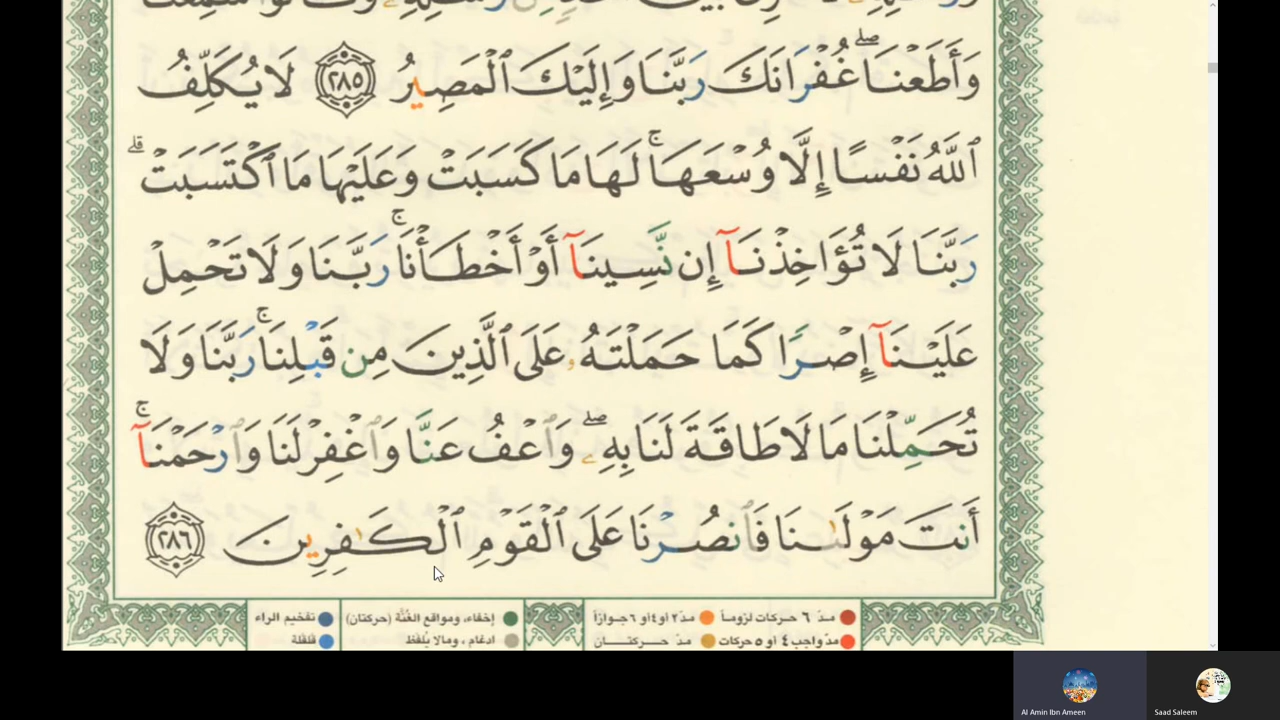 وَأَطَعْنَا ۖ غُفْرَانَكَ رَبَّنَا وَإِلَيْكَ ٱلْمَصِيرُ ﴿٢٨٥﴾ لَا يُكَلِّفُ
ٱللَّهُ نَفْسًا إِلَّا وُسْعَهَا ۚ لَهَا مَا كَسَبَتْ وَعَلَيْهَا مَا ٱكْتَسَبَتْ ۗ
رَبَّنَا لَا تُؤَاخِذْنَآ إِن نَّسِينَآ أَوْ أَخْطَأْنَا ۚ رَبَّنَا وَلَا تَحْمِلْ
عَلَيْنَآ إِصْرًا كَمَا حَمَلْتَهُۥ عَلَى ٱلَّذِينَ مِن قَبْلِنَا ۚ رَبَّنَا وَلَا
تُحَمِّلْنَا مَا لَا طَاقَةَ لَنَا بِهِۦ ۖ وَٱعْفُ عَنَّا وَٱغْفِرْ لَنَا وَٱرْحَمْنَآ ۚ
أَنتَ مَوْلَىٰنَا فَٱنصُرْنَا عَلَى ٱلْقَوْمِ ٱلْكَٰفِرِينَ ﴿٢٨٦﴾
مدّ ٦ حركات لزوماً مدّ ٢ أو ٤ أو ٦ جوازاً إخفاء، ومواقع الغُنَّة (حركتان) تفخيم الراء
مدّ واجب ٤ أو ٥ حركات مدّ حركتان ادغام، ومالا يُلفظ قلقلة
Al Amin Ibn Ameen Saad Saleem